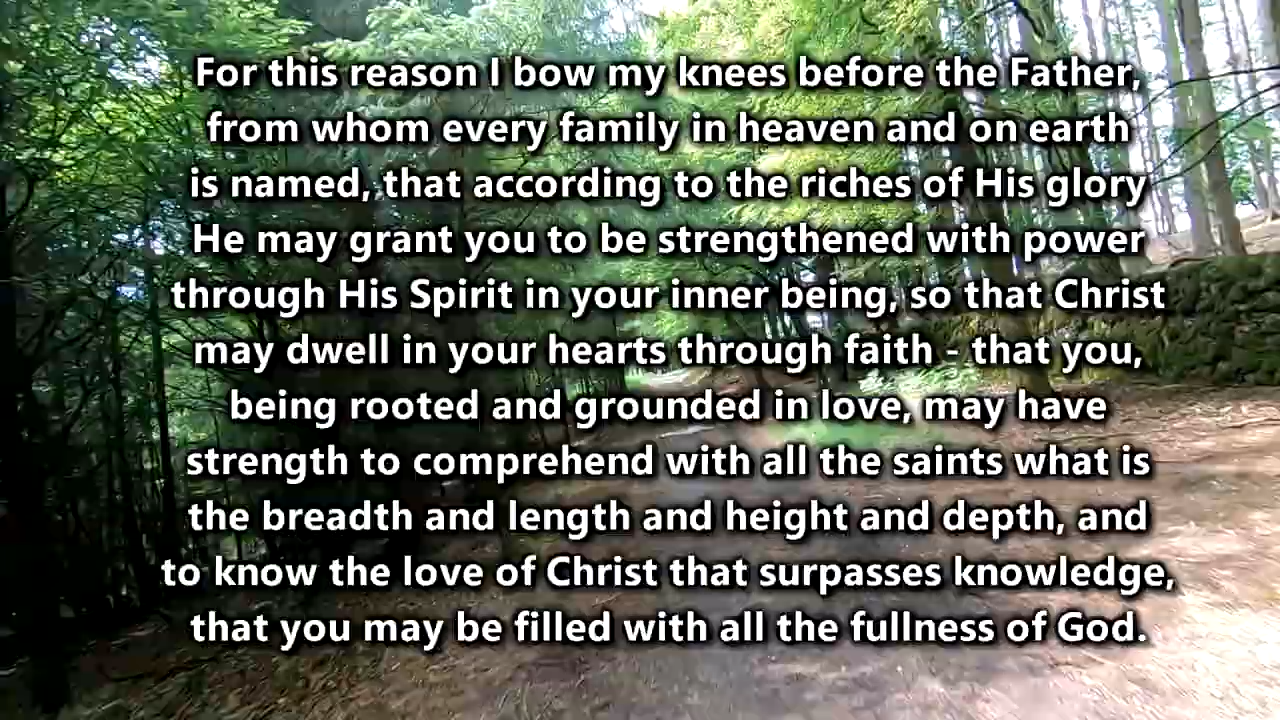 For this reason I bow my knees before the Father,
from whom every family in heaven and on earth
is named, that according to the riches of His glory
He may grant you to be strengthened with power
through His Spirit in your inner being, so that Christ
may dwell in your hearts through faith - that you,
being rooted and grounded in love, may have
strength to comprehend with all the saints what is
the breadth and length and height and depth, and
to know the love of Christ that surpasses knowledge,
that you may be filled with all the fullness of God.